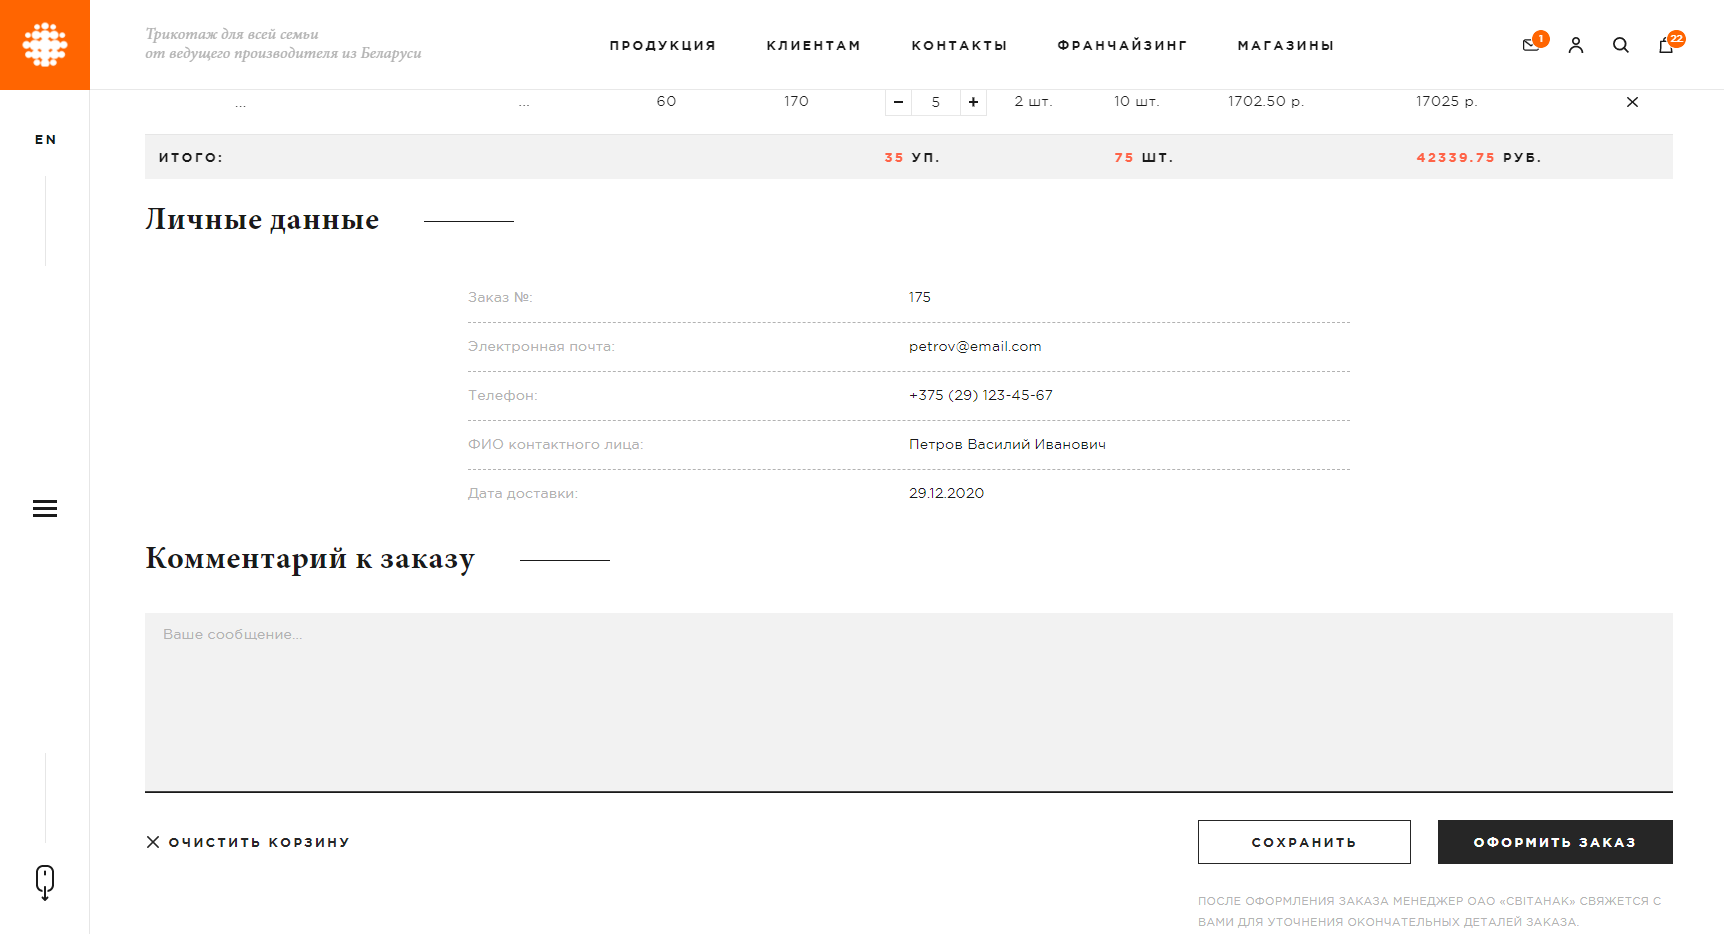 Трикотаж для всей семьи
от ведущего производителя из Беларуси
ПРОДУКЦИЯ КЛИЕНТАМ КОНТАКТЫ ФРАНЧАЙЗИНГ МАГАЗИНЫ
1 22
EN
... ... 60 170 − 5 + 2 шт. 10 шт. 1702.50 р. 17025 р.
ИТОГО: 35 УП. 75 ШТ. 42339.75 РУБ.
Личные данные
Заказ №: 175
Электронная почта: petrov@email.com
Телефон: +375 (29) 123-45-67
ФИО контактного лица: Петров Василий Иванович
Дата доставки: 29.12.2020
Комментарий к заказу
Ваше сообщение...
ОЧИСТИТЬ КОРЗИНУ СОХРАНИТЬ ОФОРМИТЬ ЗАКАЗ
ПОСЛЕ ОФОРМЛЕНИЯ ЗАКАЗА МЕНЕДЖЕР ОАО «СВІТАНАК» СВЯЖЕТСЯ С
ВАМИ ДЛЯ УТОЧНЕНИЯ ОКОНЧАТЕЛЬНЫХ ДЕТАЛЕЙ ЗАКАЗА.